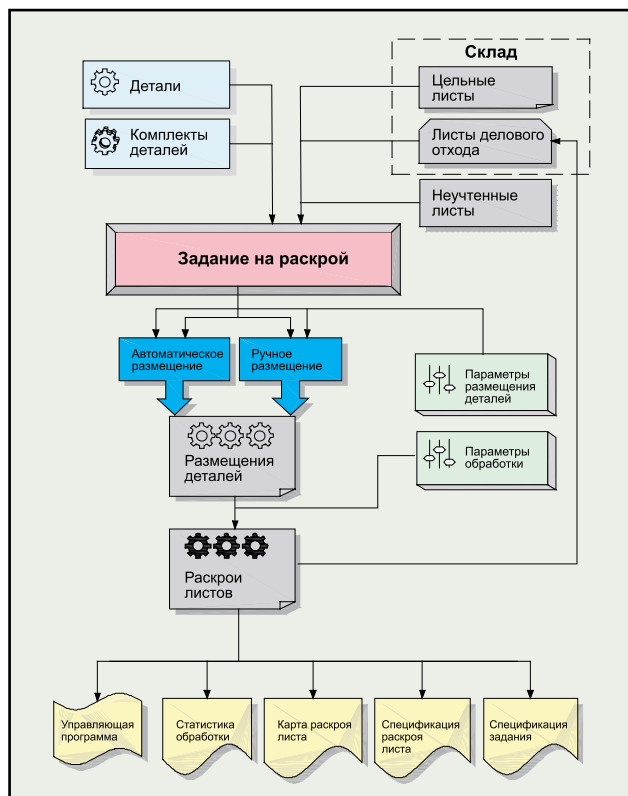 Склад
Детали
Цельные
листы
Комплекты
деталей
Листы делового
отхода
Неучтенные
листы
Задание на раскрой
Автоматическое
размещение
Ручное
размещение
Параметры
размещения
деталей
Размещения
деталей
Параметры
обработки
Раскрои
листов
Управляющая
программа
Статистика
обработки
Карта раскроя
листа
Спецификация
раскроя
листа
Спецификация
задания